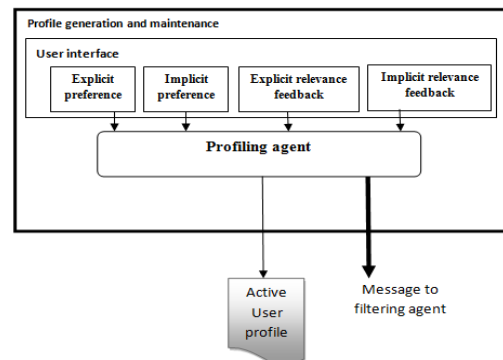 Profile generation and maintenance
User interface
Explicit
preference
Implicit
preference
Explicit relevance
feedback
Implicit relevance
feedback
Profiling agent
Active
User
profile
Message to
filtering agent